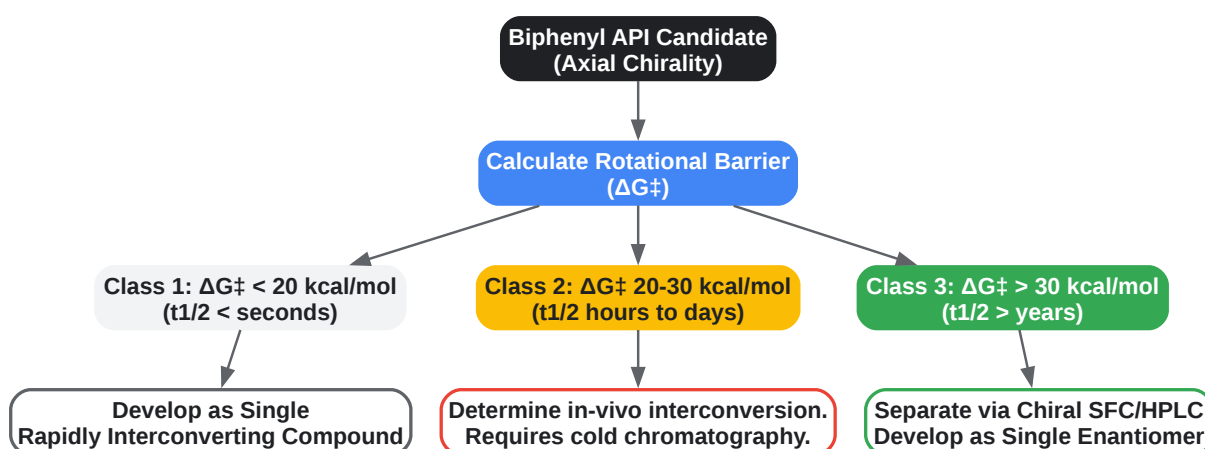 Biphenyl API Candidate
(Axial Chirality)
Calculate Rotational Barrier
(ΔG‡)
Class 1: ΔG‡ < 20 kcal/mol
(t1/2 < seconds)
Class 2: ΔG‡ 20-30 kcal/mol
(t1/2 hours to days)
Class 3: ΔG‡ > 30 kcal/mol
(t1/2 > years)
Develop as Single
Rapidly Interconverting Compound
Determine in-vivo interconversion.
Requires cold chromatography.
Separate via Chiral SFC/HPLC
Develop as Single Enantiomer